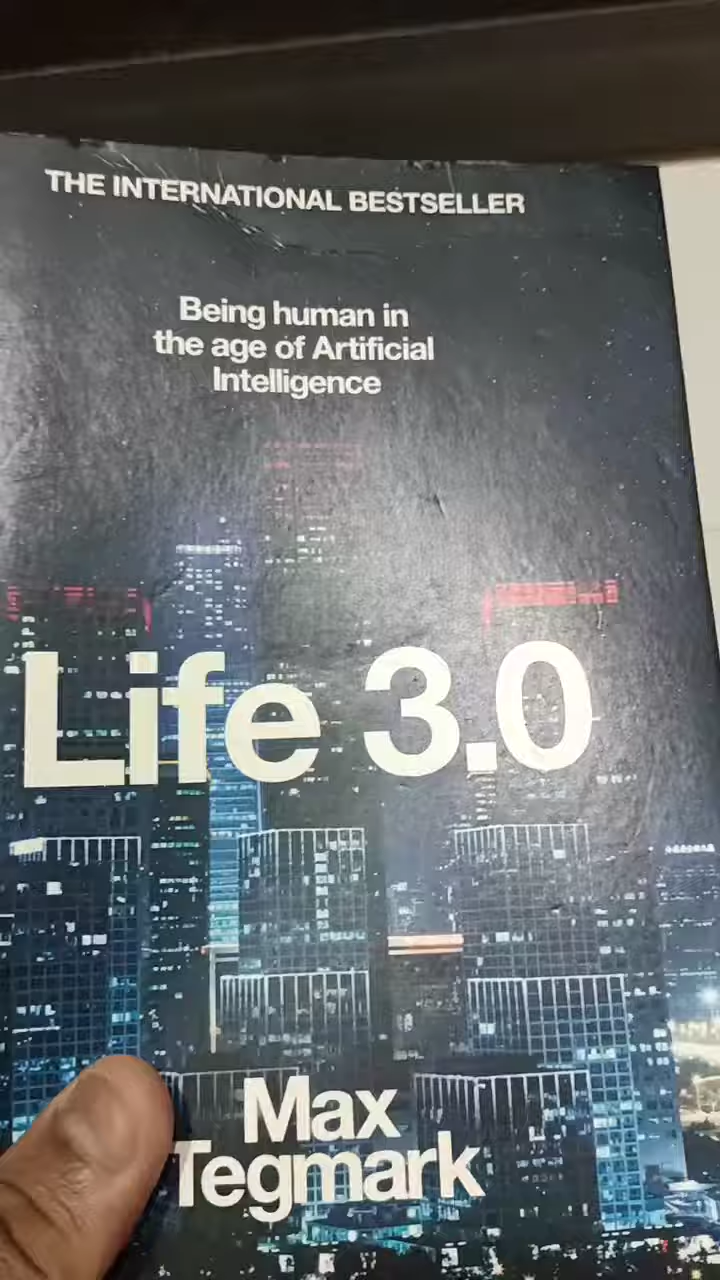 THE INTERNATIONAL BESTSELLER
Being human in
the age of Artificial
Intelligence
Life 3.0
Max
Tegmark